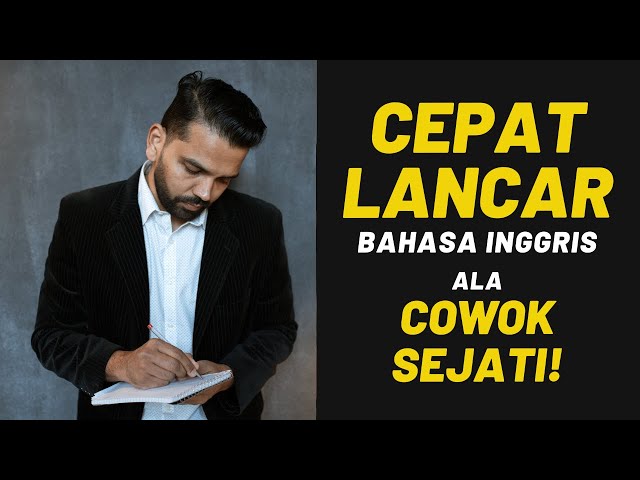 CEPAT
LANCAR
BAHASA INGGRIS
ALA
COWOK
SEJATI!